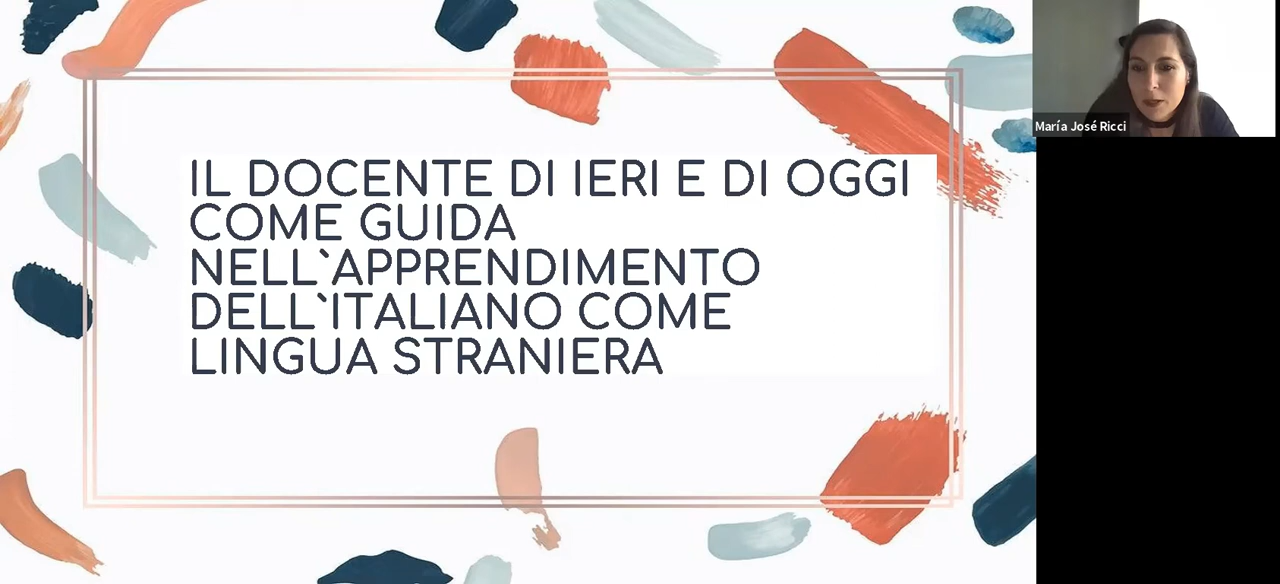 IL DOCENTE DI IERI E DI OGGI
COME GUIDA
NELL`APPRENDIMENTO
DELL`ITALIANO COME
LINGUA STRANIERA
María José Ricci